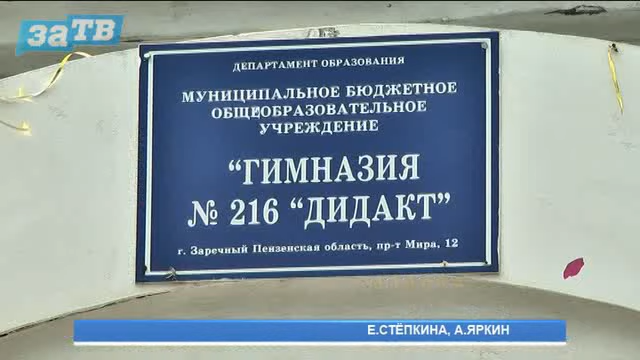 заТВ
ДЕПАРТАМЕНТ ОБРАЗОВАНИЯ
МУНИЦИПАЛЬНОЕ БЮДЖЕТНОЕ
ОБЩЕОБРАЗОВАТЕЛЬНОЕ
УЧРЕЖДЕНИЕ
“ГИМНАЗИЯ
№ 216 “ДИДАКТ”
г. Заречный Пензенская область, пр-т Мира, 12
Е.СТЁПКИНА, А.ЯРКИН